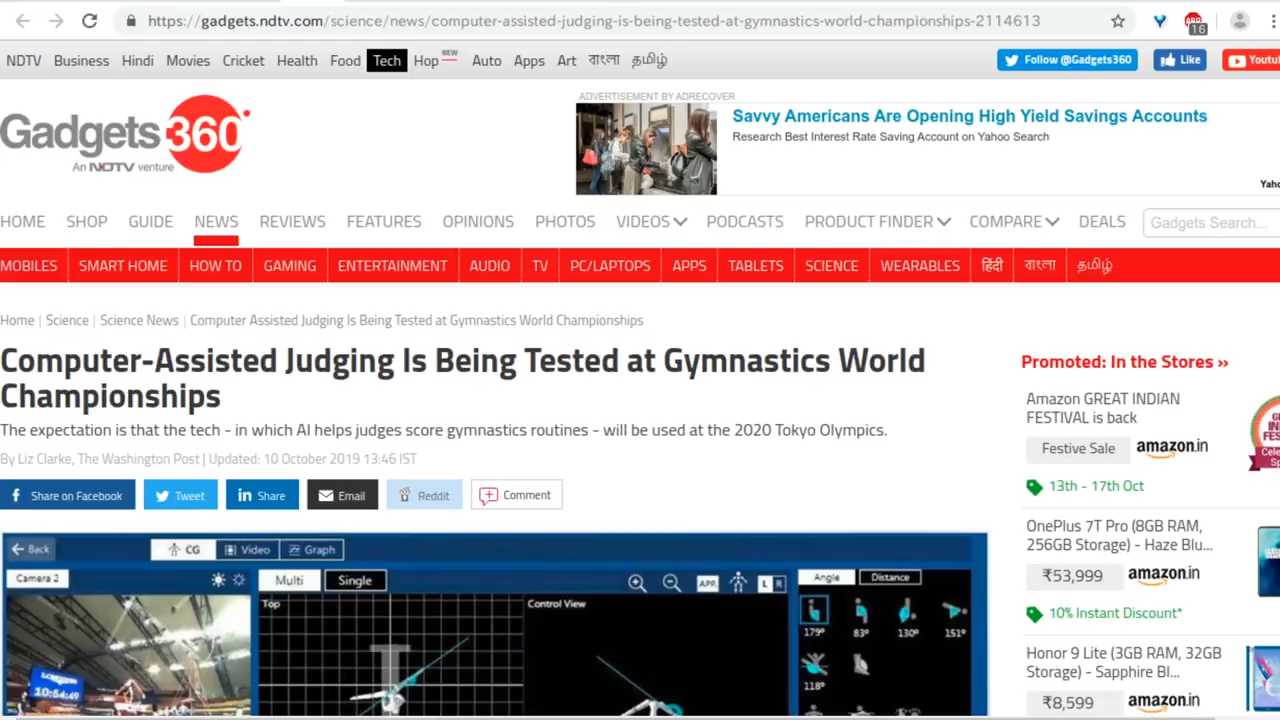 https://gadgets.ndtv.com/science/news/computer-assisted-judging-is-being-tested-at-gymnastics-world-championships-2114613
16
NDTV Business Hindi Movies Cricket Health Food Tech Hop NEW Auto Apps Art বাংলা தமிழ் Follow @Gadgets360 Like Youtu
ADVERTISEMENT BY ADRECOVER
Savvy Americans Are Opening High Yield Savings Accounts
Research Best Interest Rate Saving Account on Yahoo Search
Yaho
Gadgets 360
An NDTV venture
HOME SHOP GUIDE NEWS REVIEWS FEATURES OPINIONS PHOTOS VIDEOS PODCASTS PRODUCT FINDER COMPARE DEALS Gadgets Search...
MOBILES SMART HOME HOW TO GAMING ENTERTAINMENT AUDIO TV PC/LAPTOPS APPS TABLETS SCIENCE WEARABLES हिंदी বাংলা தமிழ்
Home | Science | Science News | Computer Assisted Judging Is Being Tested at Gymnastics World Championships
Computer-Assisted Judging Is Being Tested at Gymnastics World
Championships
The expectation is that the tech - in which AI helps judges score gymnastics routines - will be used at the 2020 Tokyo Olympics.
By Liz Clarke, The Washington Post | Updated: 10 October 2019 13:46 IST
Share on Facebook Tweet Share Email Reddit Comment
Back CG Video Graph
Camera 2 Multi Single APP. L R Angle Distance
Top Control View
179° 83° 130° 151°
118°
10:54:49
Promoted: In the Stores »
Amazon GREAT INDIAN
FESTIVAL is back
Festive Sale amazon.in
13th - 17th Oct
OnePlus 7T Pro (8GB RAM,
256GB Storage) - Haze Blu...
₹53,999 amazon.in
10% Instant Discount*
Honor 9 Lite (3GB RAM, 32GB
Storage) - Sapphire Bl...
₹8,599 amazon.in